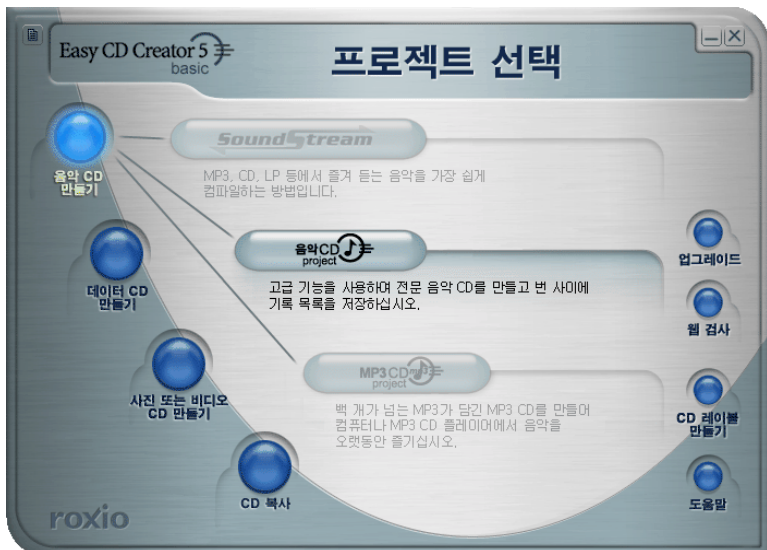 Easy CD Creator 5
basic
프로젝트 선택
음악 CD
만들기
SoundStream
MP3, CD, LP 등에서 즐겨 듣는 음악을 가장 쉽게
컴파일하는 방법입니다.
데이터 CD
만들기
음악CD
project
고급 기능을 사용하며 전문 음악 CD를 만들고 번 사이에
기록 목록을 저장하십시오.
업그레이드
웹 검사
사진 또는 비디오
CD 만들기
MP3CD
mp3
project
백 개가 넘는 MP3가 담긴 MP3 CD를 만들어
컴퓨터나 MP3 CD 플레이어에서 음악을
오랫동안 즐기십시오.
CD 레이블
만들기
CD 복사
도움말
roxio